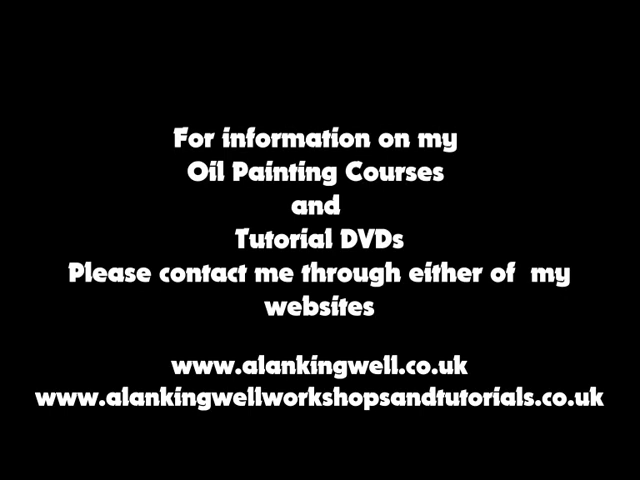 For information on my
Oil Painting Courses
and
Tutorial DVDs
Please contact me through either of my
websites
www.alankingwell.co.uk
www.alankingwellworkshopsandtutorials.co.uk